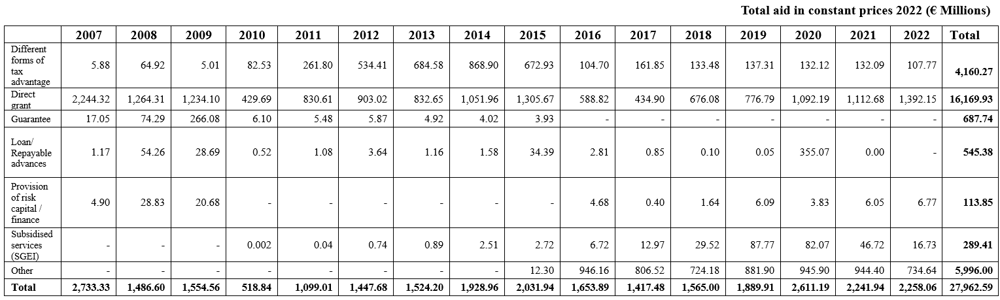 Total aid in constant prices 2022 (€ Millions)
2007 2008 2009 2010 2011 2012 2013 2014 2015 2016 2017 2018 2019 2020 2021 2022 Total
Different
forms of
tax
advantage
5.88 64.92 5.01 82.53 261.80 534.41 684.58 868.90 672.93 104.70 161.85 133.48 137.31 132.12 132.09 107.77 4,160.27
Direct
grant
2,244.32 1,264.31 1,234.10 429.69 830.61 903.02 832.65 1,051.96 1,305.67 588.82 434.90 676.08 776.79 1,092.19 1,112.68 1,392.15 16,169.93
Guarantee 17.05 74.29 266.08 6.10 5.48 5.87 4.92 4.02 3.93 - - - - - - - 687.74
Loan/
Repayable
advances
1.17 54.26 28.69 0.52 1.08 3.64 1.16 1.58 34.39 2.81 0.85 0.10 0.05 355.07 0.00 - 545.38
Provision
of risk
capital /
finance
4.90 28.83 20.68 - - - - - - 4.68 0.40 1.64 6.09 3.83 6.05 6.77 113.85
Subsidised
services
(SGEI)
- - - 0.002 0.04 0.74 0.89 2.51 2.72 6.72 12.97 29.52 87.77 82.07 46.72 16.73 289.41
Other - - - - - - - - 12.30 946.16 806.52 724.18 881.90 945.90 944.40 734.64 5,996.00
Total 2,733.33 1,486.60 1,554.56 518.84 1,099.01 1,447.68 1,524.20 1,928.96 2,031.94 1,653.89 1,417.48 1,565.00 1,889.91 2,611.19 2,241.94 2,258.06 27,962.59